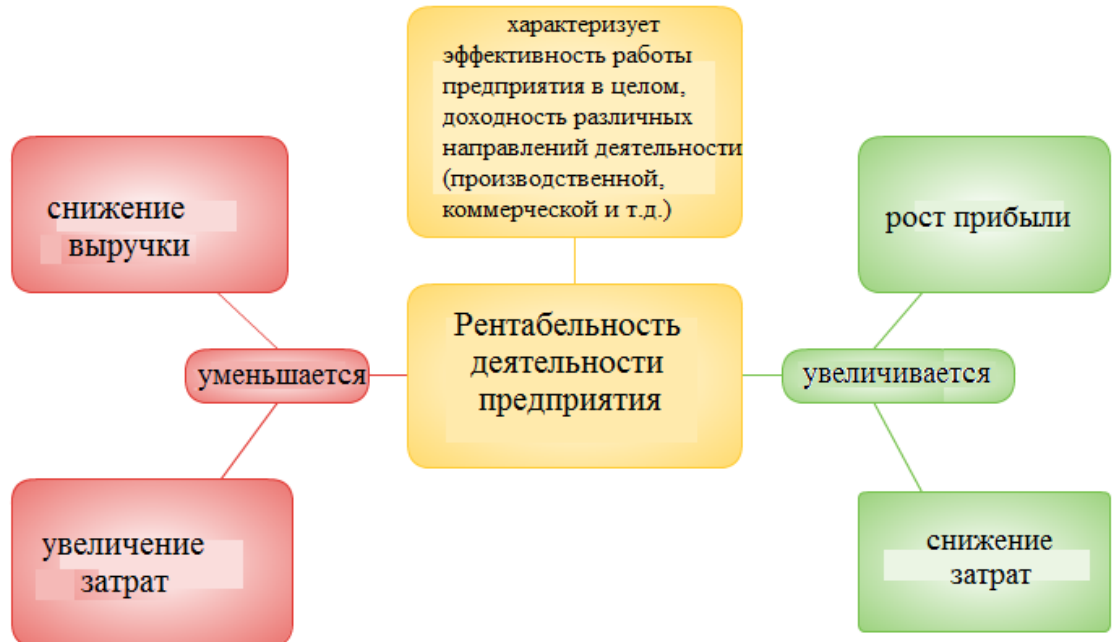 характеризует
эффективность работы
предприятия в целом,
доходность различных
направлений деятельности
(производственной,
коммерческой и т.д.)
снижение
выручки
рост прибыли
Рентабельность
деятельности
предприятия
уменьшается
увеличивается
увеличение
затрат
снижение
затрат